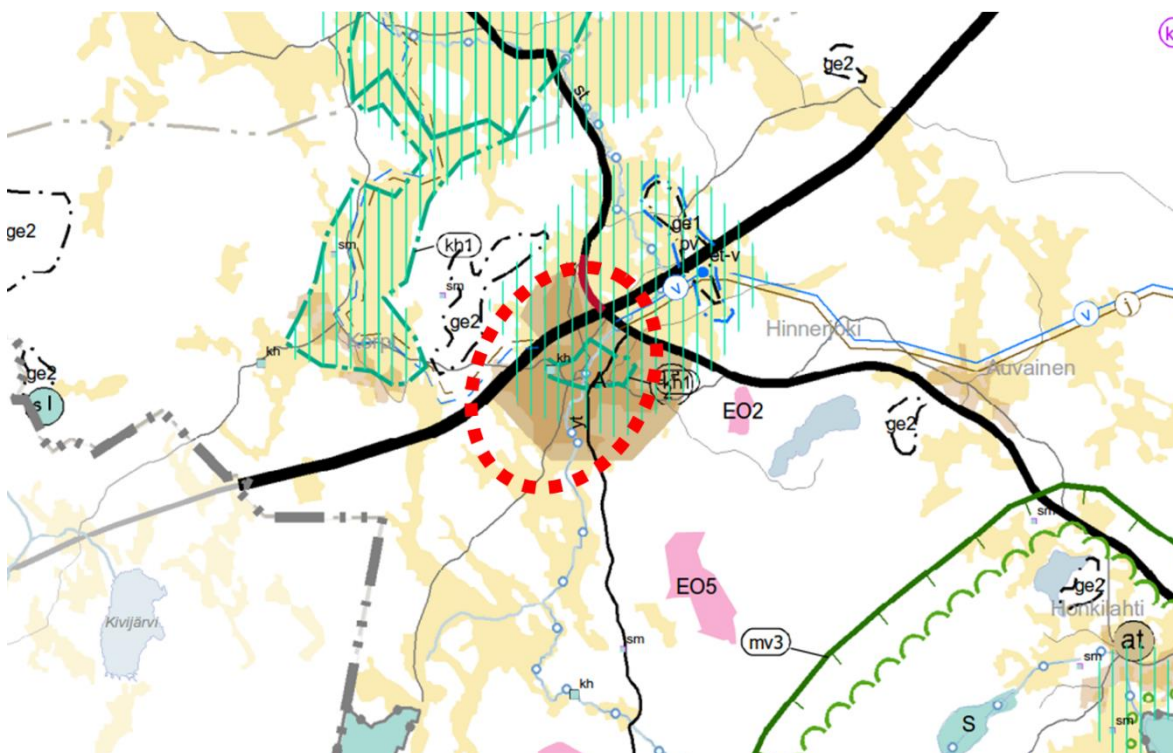 k
ge2
st
ge2
sm
kh1
ge1
pv
et-v
sm
v
ge2
Hinnerjoki
v
j
kh
kh
ge2
A
kh1
Auvainen
s l
EO2
ge2
yt
sm
EO5
ge2
Kivijärvi
Honkilahti
mv3
at
sm
sm
kh
S
sm